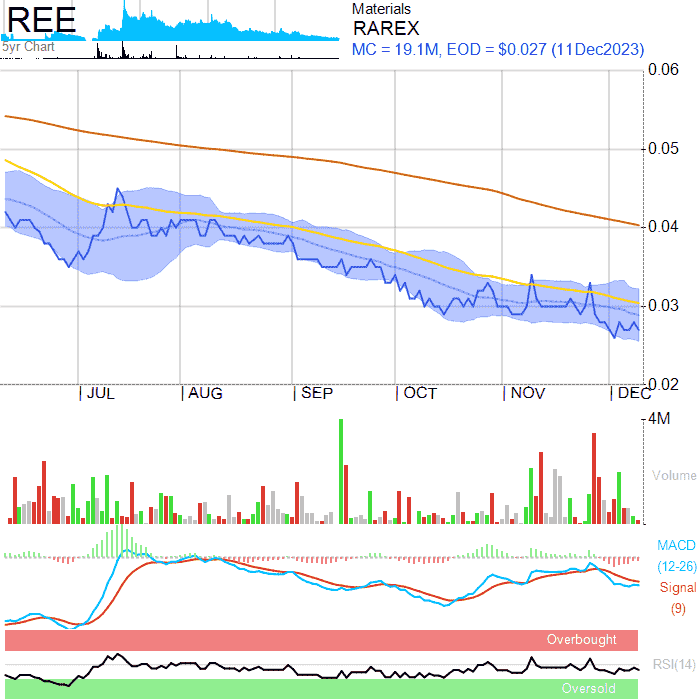 REE
5yr Chart
Materials
RAREX
MC = 19.1M, EOD = $0.027 (11Dec2023)
0.06
0.05
0.04
0.03
0.02
JUL AUG SEP OCT NOV DEC
4M
Volume
MACD
(12-26)
Signal
(9)
Overbought
RSI(14)
Oversold